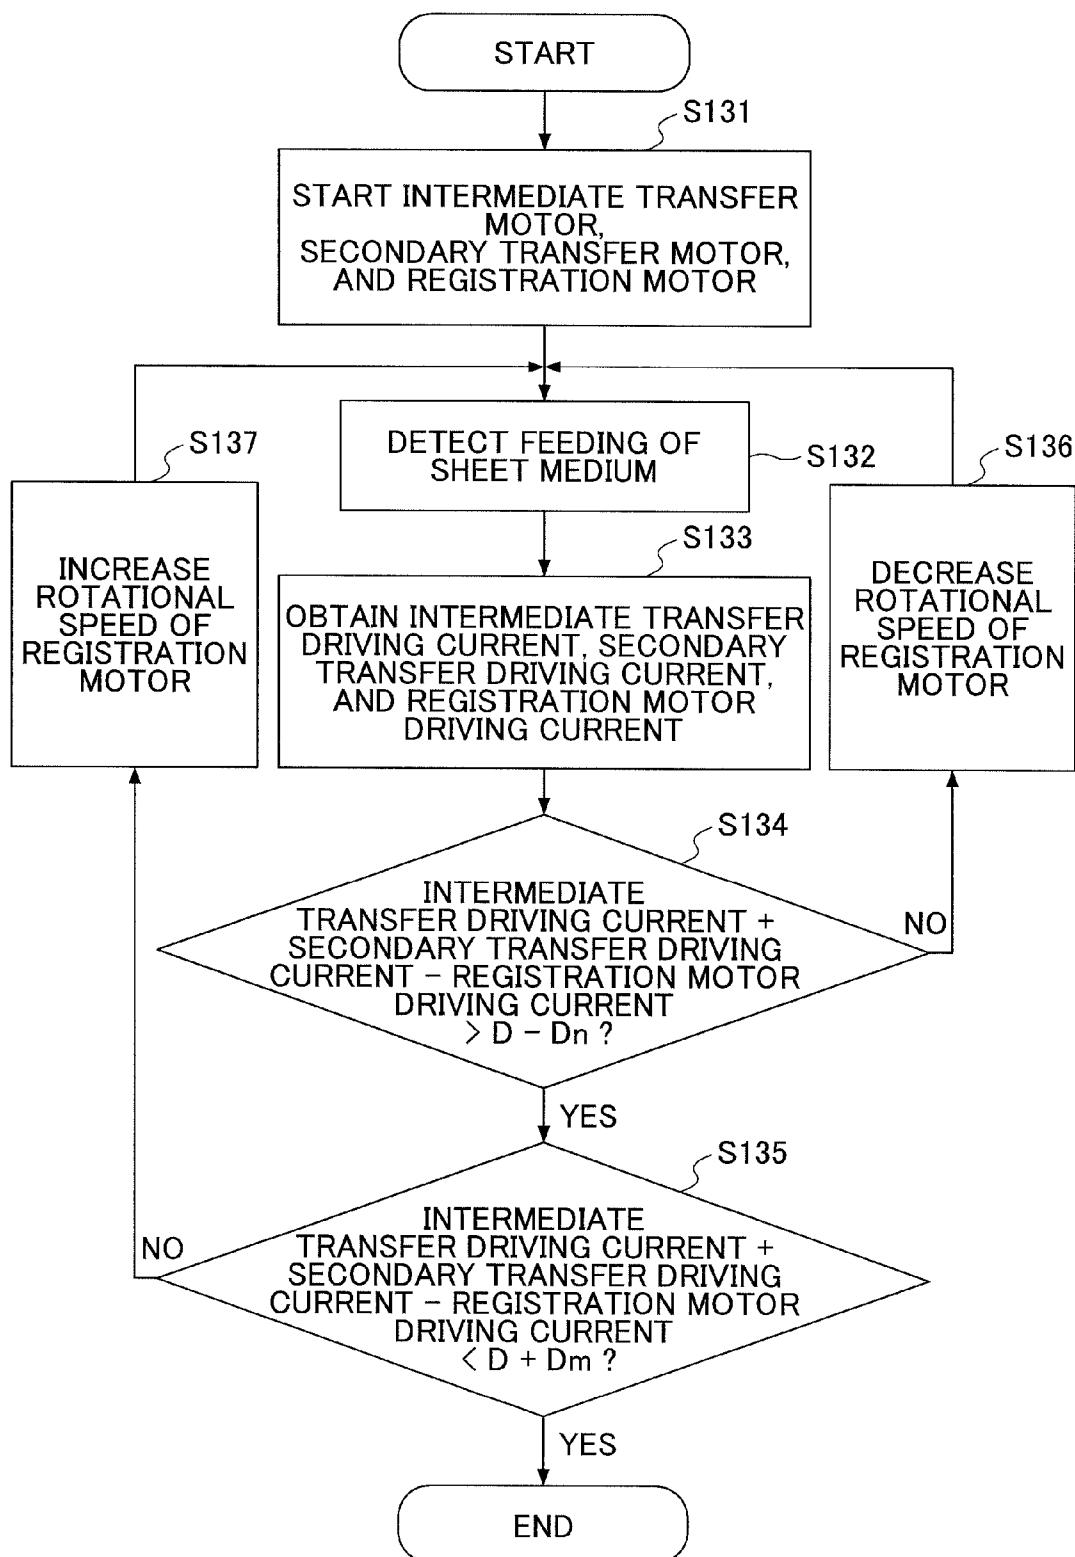 START
S131
START INTERMEDIATE TRANSFER
MOTOR,
SECONDARY TRANSFER MOTOR,
AND REGISTRATION MOTOR
S137
INCREASE
ROTATIONAL
SPEED OF
REGISTRATION
MOTOR
DETECT FEEDING OF
SHEET MEDIUM
S132
S136
DECREASE
ROTATIONAL
SPEED OF
REGISTRATION
MOTOR
S133
OBTAIN INTERMEDIATE TRANSFER
DRIVING CURRENT, SECONDARY
TRANSFER DRIVING CURRENT,
AND REGISTRATION MOTOR
DRIVING CURRENT
S134
INTERMEDIATE
TRANSFER DRIVING CURRENT +
SECONDARY TRANSFER DRIVING
CURRENT – REGISTRATION MOTOR
DRIVING CURRENT
> D – Dn ?
NO
YES
S135
INTERMEDIATE
TRANSFER DRIVING CURRENT +
SECONDARY TRANSFER DRIVING
CURRENT – REGISTRATION MOTOR
DRIVING CURRENT
< D + Dm ?
NO
YES
END